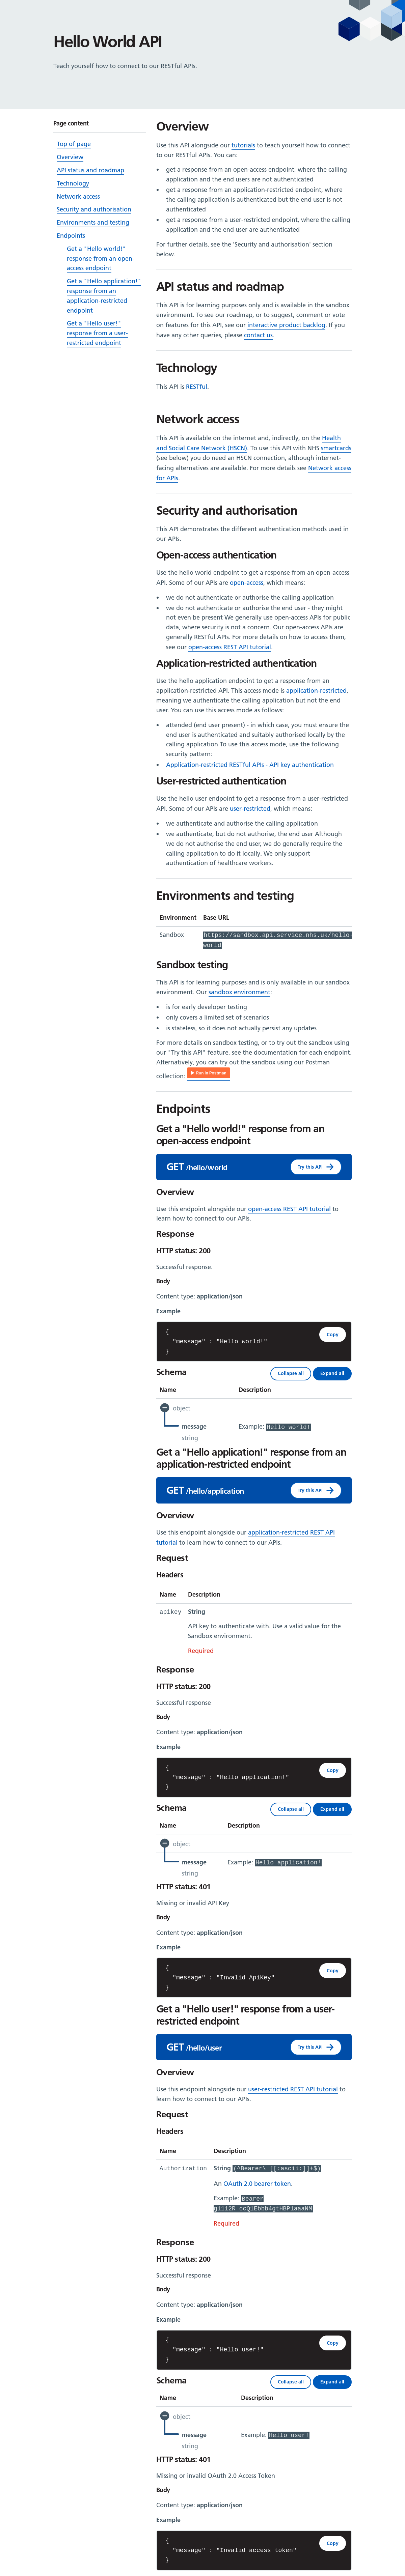 Hello World API
Teach yourself how to connect to our RESTful APIs.
Page content
Top of page
Overview
API status and roadmap
Technology
Network access
Security and authorisation
Environments and testing
Endpoints
Get a "Hello world!"
response from an open-
access endpoint
Get a "Hello application!"
response from an
application-restricted
endpoint
Get a "Hello user!"
response from a user-
restricted endpoint
Overview
Use this API alongside our tutorials to teach yourself how to connect
to our RESTful APIs. You can:
• get a response from an open-access endpoint, where the calling
application and the end users are not authenticated
• get a response from an application-restricted endpoint, where
the calling application is authenticated but the end user is not
authenticated
• get a response from a user-restricted endpoint, where the calling
application and the end user are authenticated
For further details, see the 'Security and authorisation' section
below.
API status and roadmap
This API is for learning purposes only and is available in the sandbox
environment. To see our roadmap, or to suggest, comment or vote
on features for this API, see our interactive product backlog. If you
have any other queries, please contact us.
Technology
This API is RESTful.
Network access
This API is available on the internet and, indirectly, on the Health
and Social Care Network (HSCN). To use this API with NHS smartcards
(see below) you do need an HSCN connection, although internet-
facing alternatives are available. For more details see Network access
for APIs.
Security and authorisation
This API demonstrates the different authentication methods used in
our APIs.
Open-access authentication
Use the hello world endpoint to get a response from an open-access
API. Some of our APIs are open-access, which means:
• we do not authenticate or authorise the calling application
• we do not authenticate or authorise the end user - they might
not even be present We generally use open-access APIs for public
data, where security is not a concern. Our open-access APIs are
generally RESTful APIs. For more details on how to access them,
see our open-access REST API tutorial.
Application-restricted authentication
Use the hello application endpoint to get a response from an
application-restricted API. This access mode is application-restricted,
meaning we authenticate the calling application but not the end
user. You can use this access mode as follows:
• attended (end user present) - in which case, you must ensure the
end user is authenticated and suitably authorised locally by the
calling application To use this access mode, use the following
security pattern:
• Application-restricted RESTful APIs - API key authentication
User-restricted authentication
Use the hello user endpoint to get a response from a user-restricted
API. Some of our APIs are user-restricted, which means:
• we authenticate and authorise the calling application
• we authenticate, but do not authorise, the end user Although
we do not authorise the end user, we do generally require the
calling application to do it locally. We only support
authentication of healthcare workers.
Environments and testing
Environment Base URL
Sandbox https://sandbox.api.service.nhs.uk/hello-
world
Sandbox testing
This API is for learning purposes and is only available in our sandbox
environment. Our sandbox environment:
• is for early developer testing
• only covers a limited set of scenarios
• is stateless, so it does not actually persist any updates
For more details on sandbox testing, or to try out the sandbox using
our "Try this API" feature, see the documentation for each endpoint.
Alternatively, you can try out the sandbox using our Postman
collection: Run in Postman
Endpoints
Get a "Hello world!" response from an
open-access endpoint
GET /hello/world Try this API
Overview
Use this endpoint alongside our open-access REST API tutorial to
learn how to connect to our APIs.
Response
HTTP status: 200
Successful response.
Body
Content type: application/json
Example
{
"message" : "Hello world!"
}
Copy
Schema Collapse all Expand all
Name Description
object
message Example: Hello world!
string
Get a "Hello application!" response from an
application-restricted endpoint
GET /hello/application Try this API
Overview
Use this endpoint alongside our application-restricted REST API
tutorial to learn how to connect to our APIs.
Request
Headers
Name Description
apikey String
API key to authenticate with. Use a valid value for the
Sandbox environment.
Required
Response
HTTP status: 200
Successful response
Body
Content type: application/json
Example
{
"message" : "Hello application!"
}
Copy
Schema Collapse all Expand all
Name Description
object
message Example: Hello application!
string
HTTP status: 401
Missing or invalid API Key
Body
Content type: application/json
Example
{
"message" : "Invalid ApiKey"
}
Copy
Get a "Hello user!" response from a user-
restricted endpoint
GET /hello/user Try this API
Overview
Use this endpoint alongside our user-restricted REST API tutorial to
learn how to connect to our APIs.
Request
Headers
Name Description
Authorization String (^Bearer\ [[:ascii:]]+$)
An OAuth 2.0 bearer token.
Example: Bearer
Required
Response
HTTP status: 200
Successful response
Body
Content type: application/json
Example
{
"message" : "Hello user!"
}
Copy
Schema Collapse all Expand all
Name Description
object
message Example: Hello user!
string
HTTP status: 401
Missing or invalid OAuth 2.0 Access Token
Body
Content type: application/json
Example
{
"message" : "Invalid access token"
}
Copy